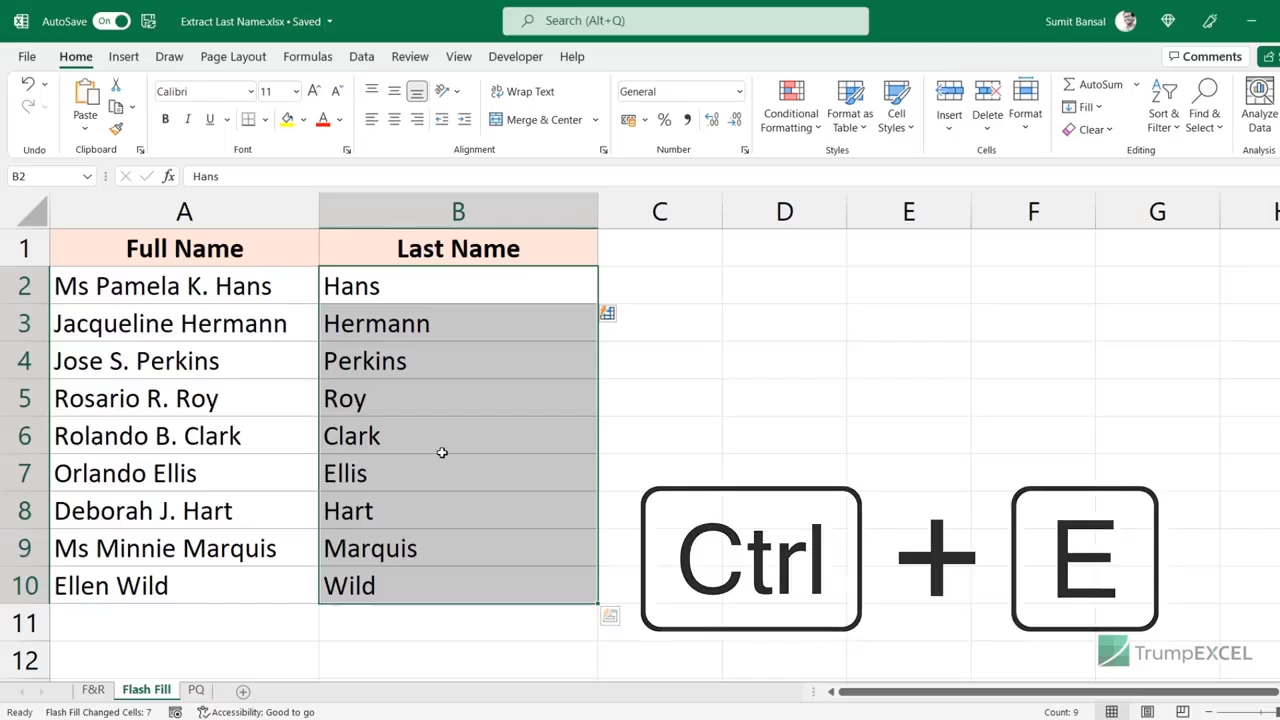 AutoSave On Extract Last Name.xlsx • Saved Search (Alt+Q) Sumit Bansal
File Home Insert Draw Page Layout Formulas Data Review View Developer Help Comments
Paste Calibri 11 Wrap Text General Conditional Formatting Format as Table Cell Styles Insert Delete Format AutoSum Sort & Filter Find & Select Analyze Data
B I U Merge & Center % Fill
Clear
Undo Clipboard Font Alignment Number Styles Cells Editing Analysis
B2 fx Hans
A B C D E F G H
1 Full Name Last Name
2 Ms Pamela K. Hans Hans
3 Jacqueline Hermann Hermann
4 Jose S. Perkins Perkins
5 Rosario R. Roy Roy
6 Rolando B. Clark Clark
7 Orlando Ellis Ellis
8 Deborah J. Hart Hart
9 Ms Minnie Marquis Marquis
10 Ellen Wild Wild
11
12
Ctrl + E
TrumpEXCEL
F&R Flash Fill PQ
Ready Flash Fill Changed Cells: 7 Accessibility: Good to go Count: 9